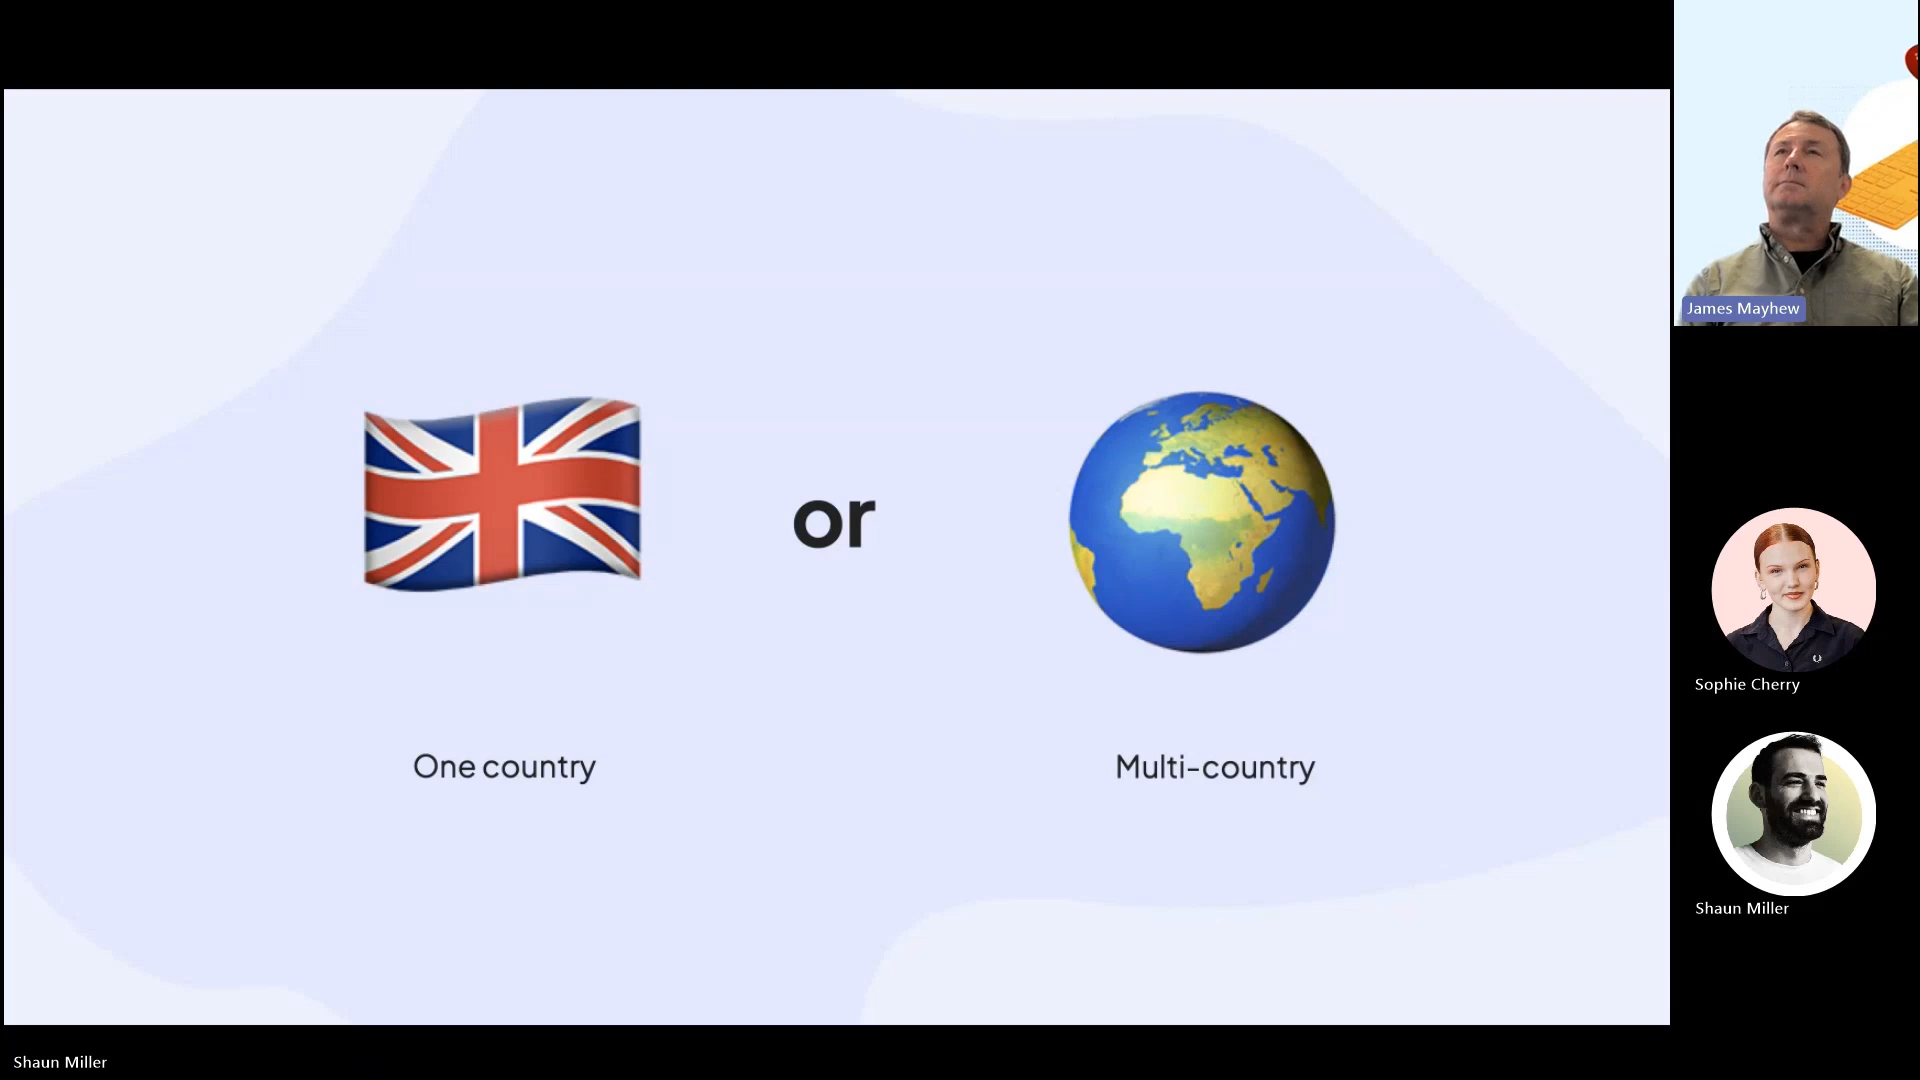 or
One country
Multi-country
James Mayhew
Sophie Cherry
Shaun Miller
Shaun Miller